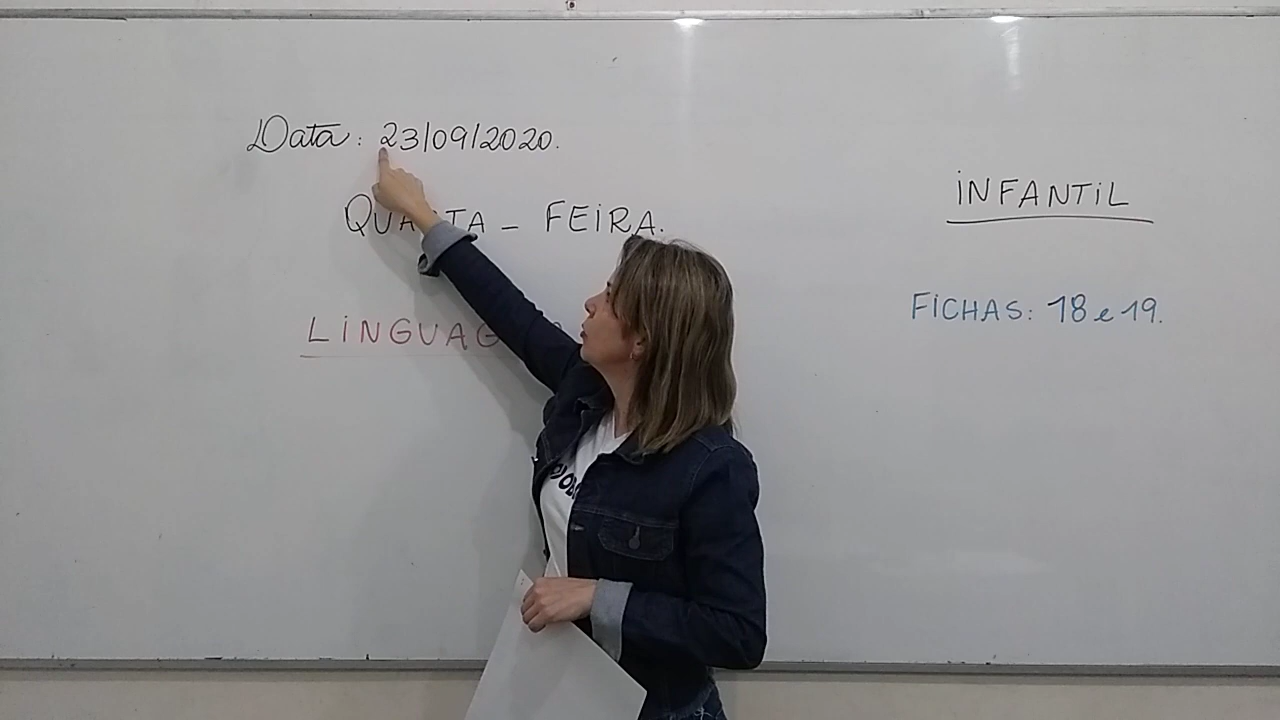 Data: 23/09/2020.
FEIRA.
INFANTIL
FICHAS: 18 e 19.